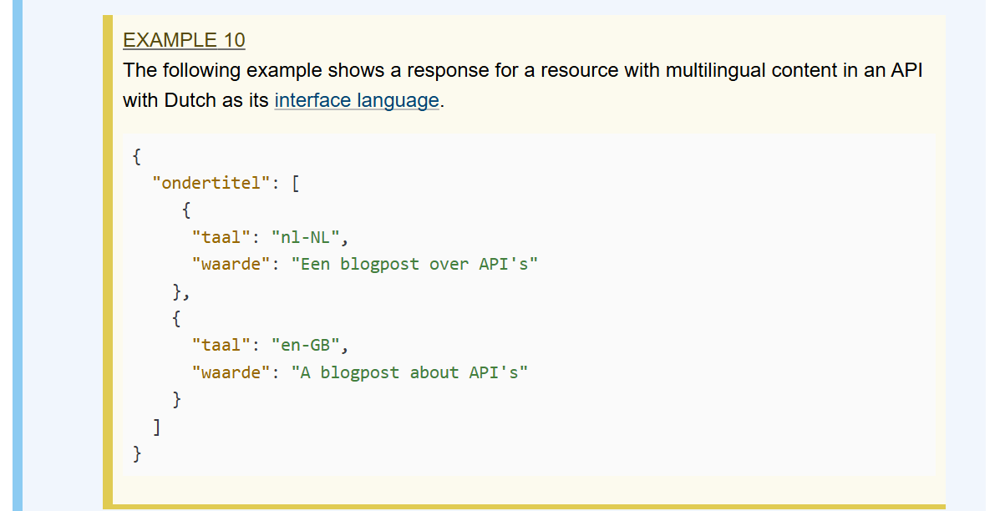 EXAMPLE 10
The following example shows a response for a resource with multilingual content in an API
with Dutch as its interface language.
{
  "ondertitel": [
     {
      "taal": "nl-NL",
      "waarde": "Een blogpost over API's"
    },
    {
      "taal": "en-GB",
      "waarde": "A blogpost about API's"
    }
  ]
}